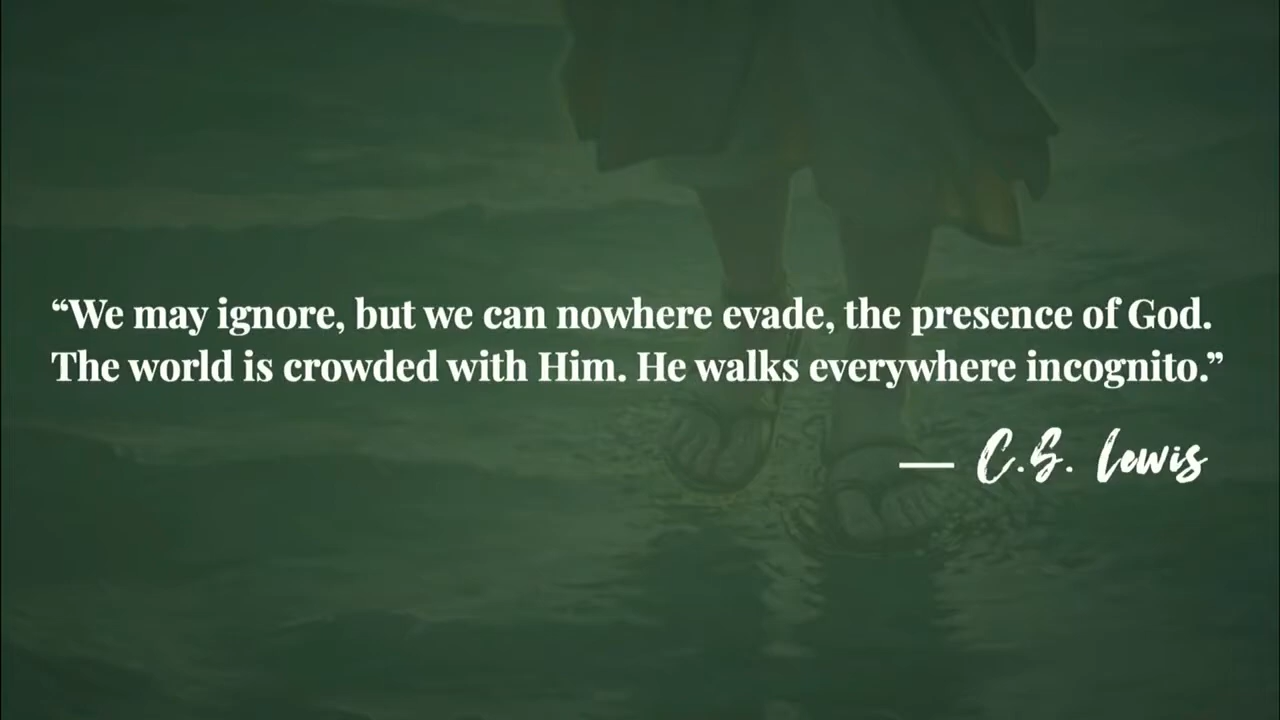 “We may ignore, but we can nowhere evade, the presence of God.
The world is crowded with Him. He walks everywhere incognito.”
— C.S. Lewis